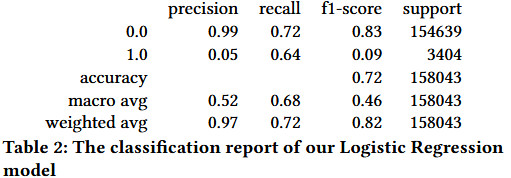 precision recall f1-score support
0.0 0.99 0.72 0.83 154639
1.0 0.05 0.64 0.09 3404
accuracy 0.72 158043
macro avg 0.52 0.68 0.46 158043
weighted avg 0.97 0.72 0.82 158043
Table 2: The classification report of our Logistic Regression
model